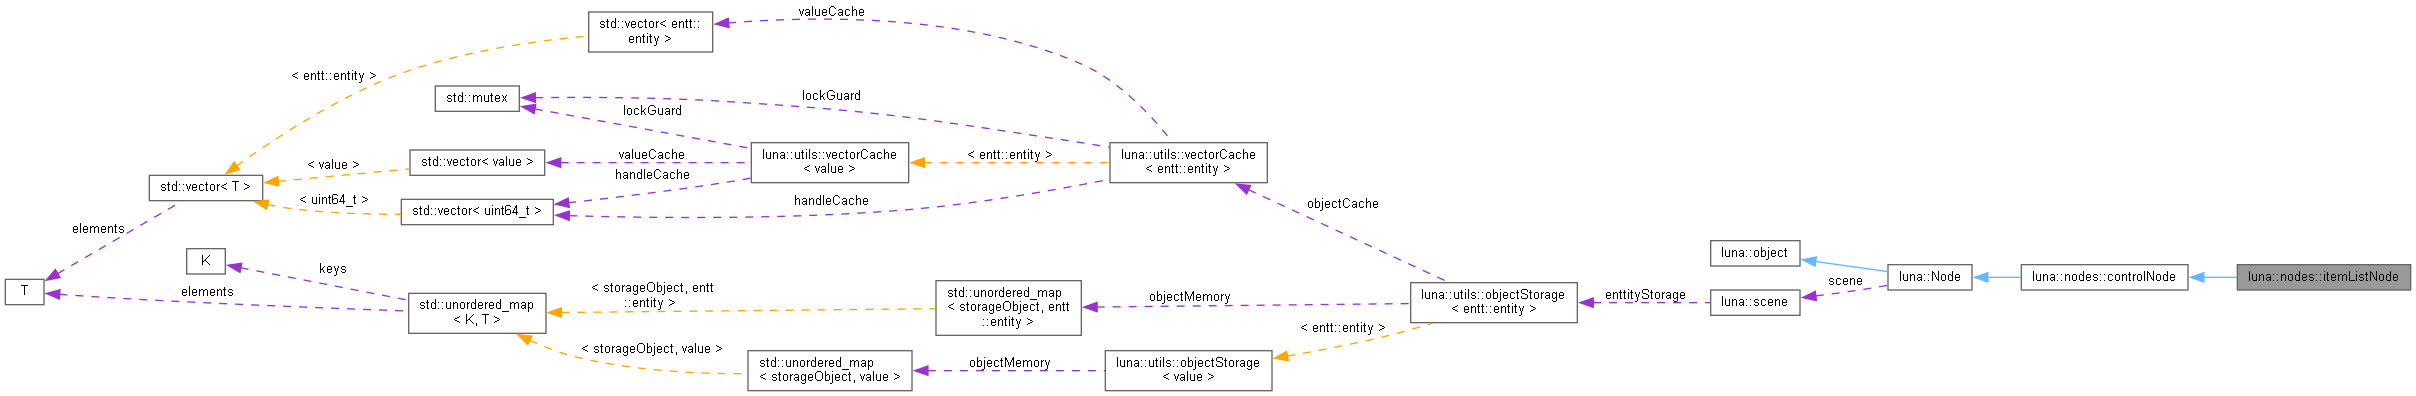 valueCache
std::vector< entt::
entity >
< entt::entity >
std::mutex
lockGuard
lockGuard
std::vector< value >
valueCache
luna::utils::vectorCache
< value >
< entt::entity >
luna::utils::vectorCache
< entt::entity >
< value >
handleCache
std::vector< T >
< uint64_t >
std::vector< uint64_t >
handleCache
objectCache
elements
K
keys
T
elements
std::unordered_map
< K, T >
< storageObject, entt
::entity >
std::unordered_map
< storageObject, entt
::entity >
objectMemory
luna::utils::objectStorage
< entt::entity >
enttityStorage
luna::object
luna::scene
scene
luna::Node
luna::nodes::controlNode
luna::nodes::itemListNode
< entt::entity >
< storageObject, value >
std::unordered_map
< storageObject, value >
objectMemory
luna::utils::objectStorage
< value >